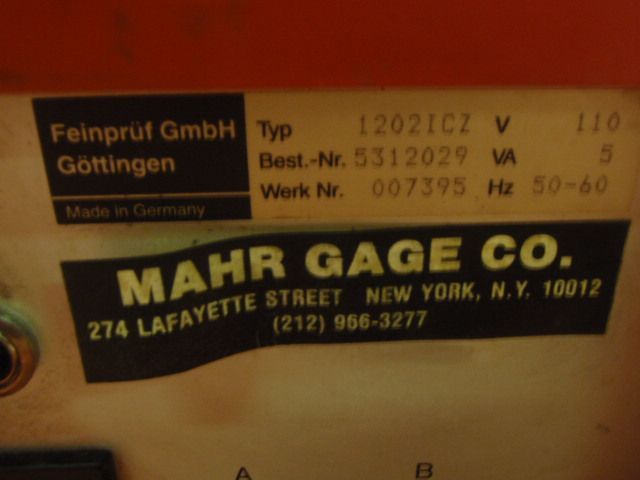 Feinprüf GmbH
Göttingen
Made in Germany
Typ 1202ICZ V 110
Best.-Nr. 5312029 VA 5
Werk Nr. 007395 Hz 50-60
MAHR GAGE CO.
274 LAFAYETTE STREET NEW YORK, N.Y. 10012
(212) 966-3277
A B